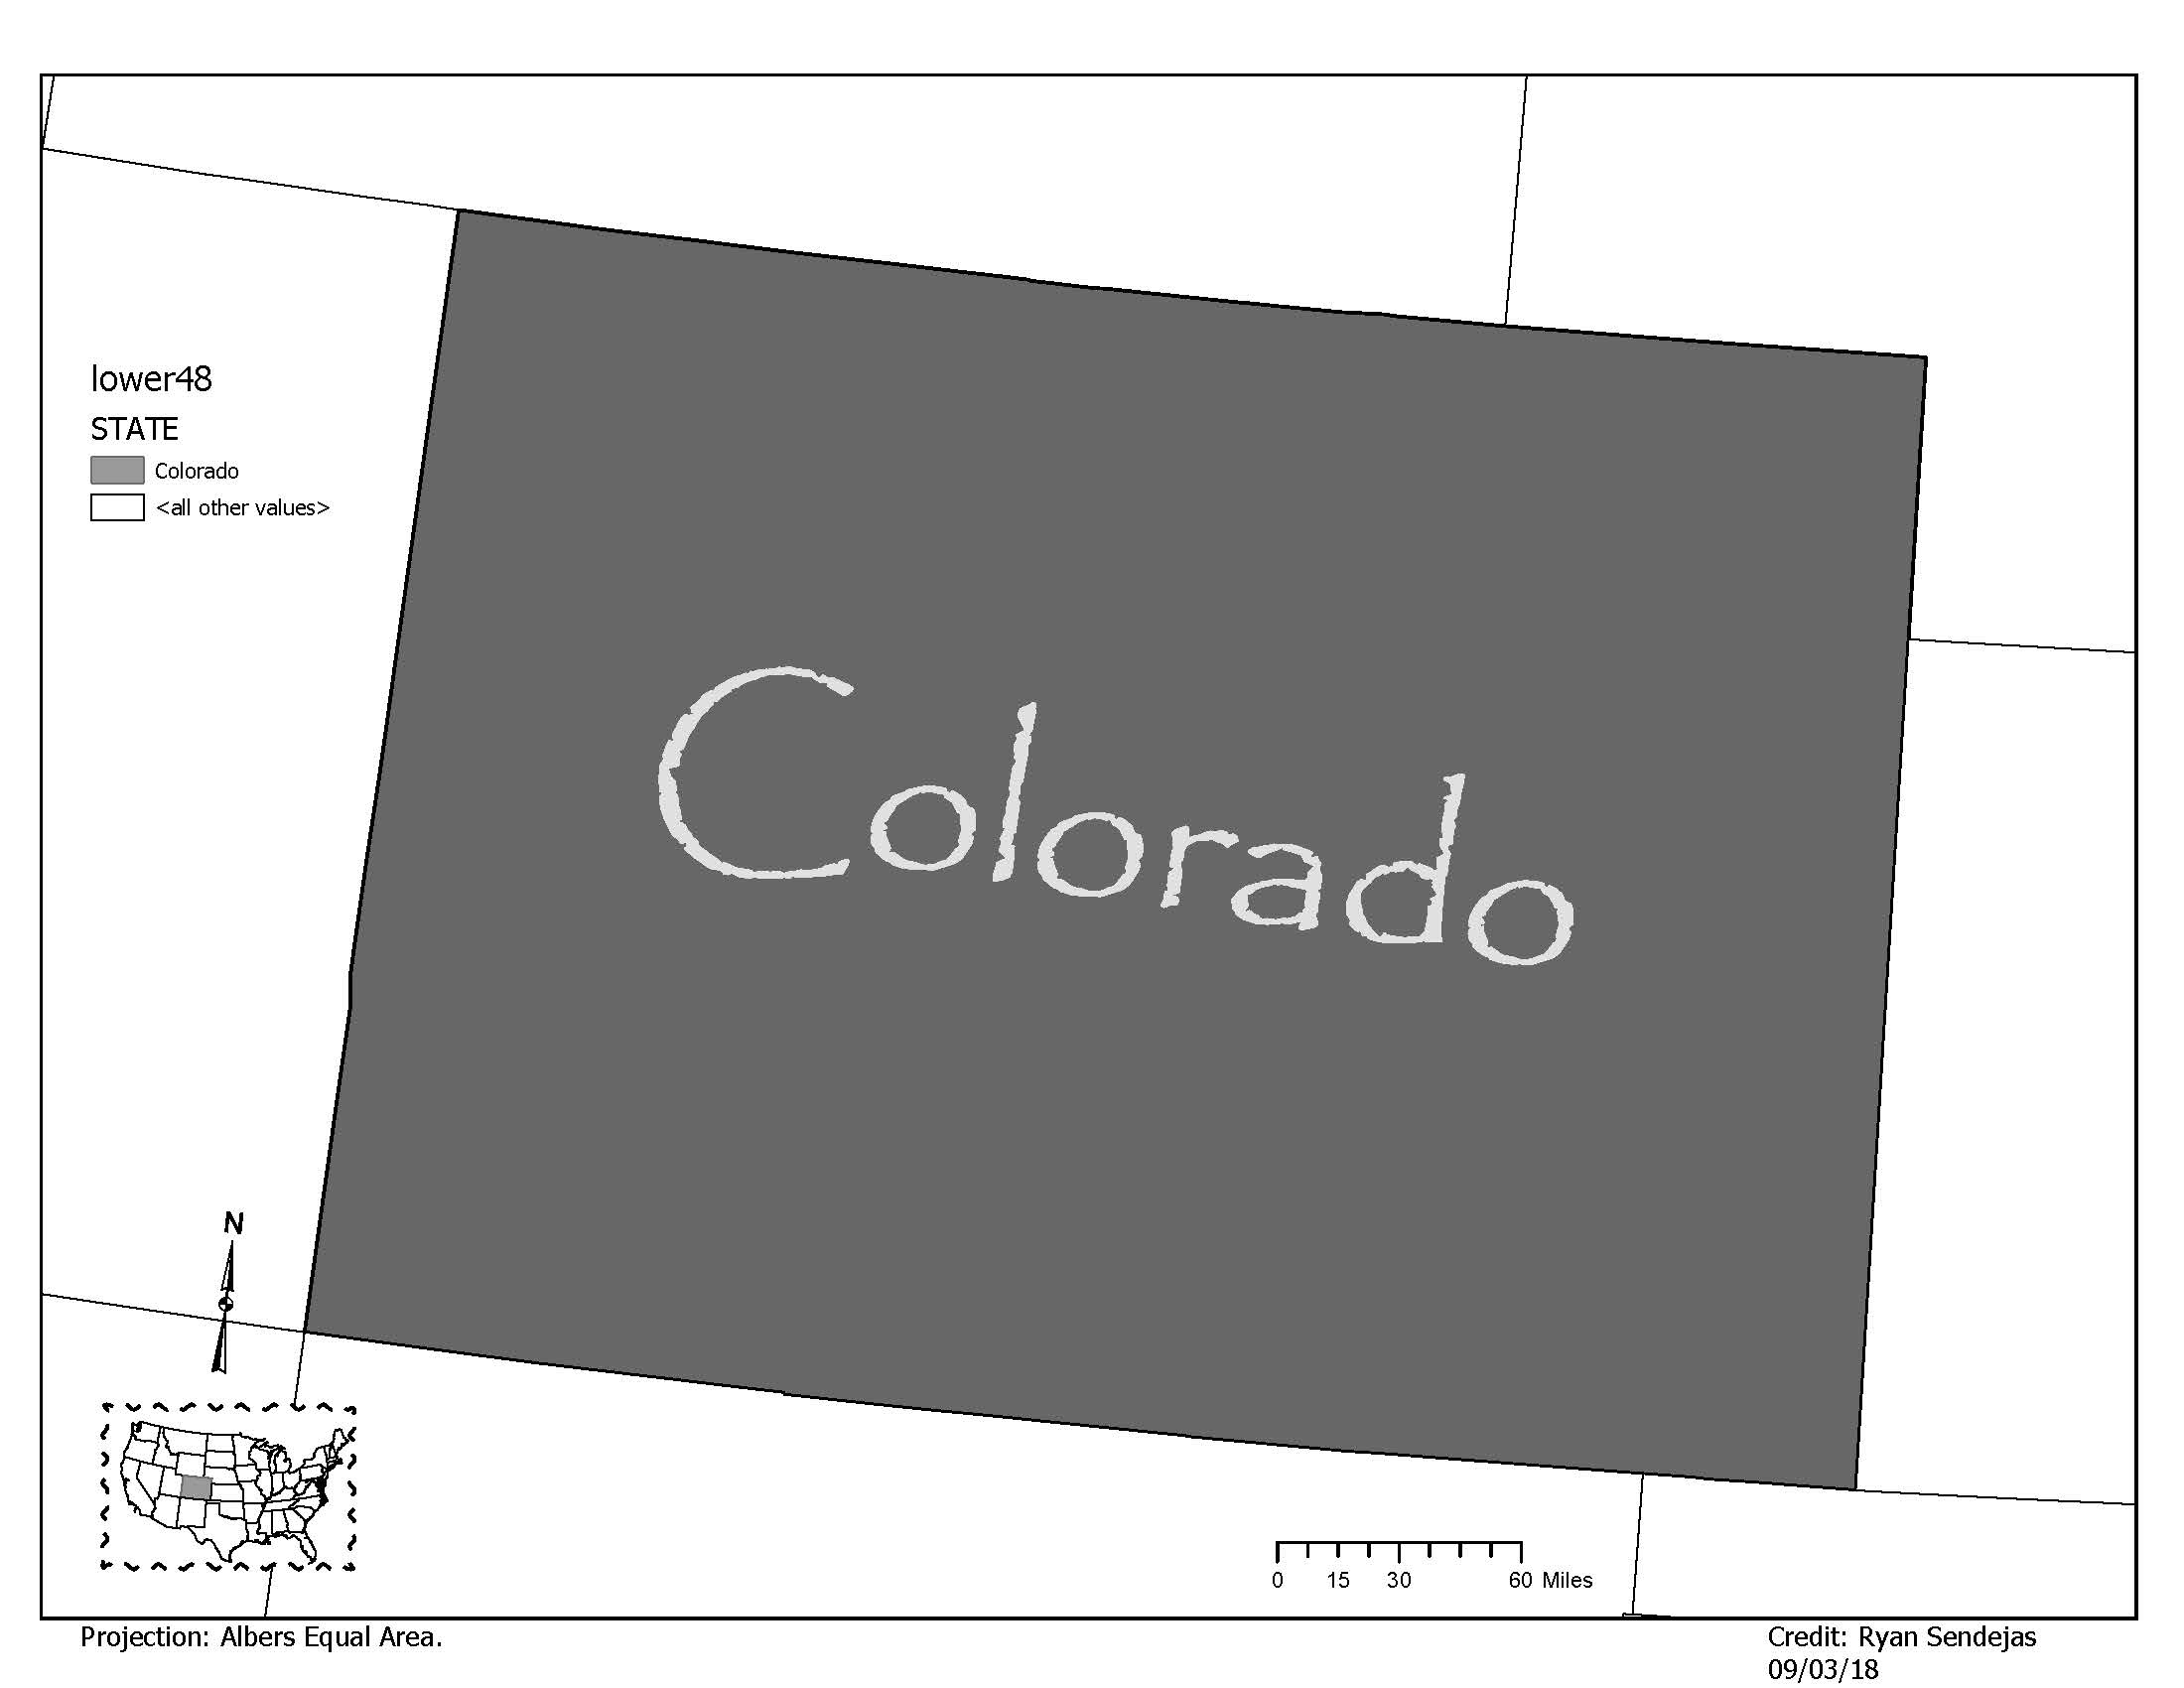 lower48
STATE
Colorado
<all other values>
Colorado
N
0 15 30 60 Miles
Projection: Albers Equal Area.
Credit: Ryan Sendejas
09/03/18